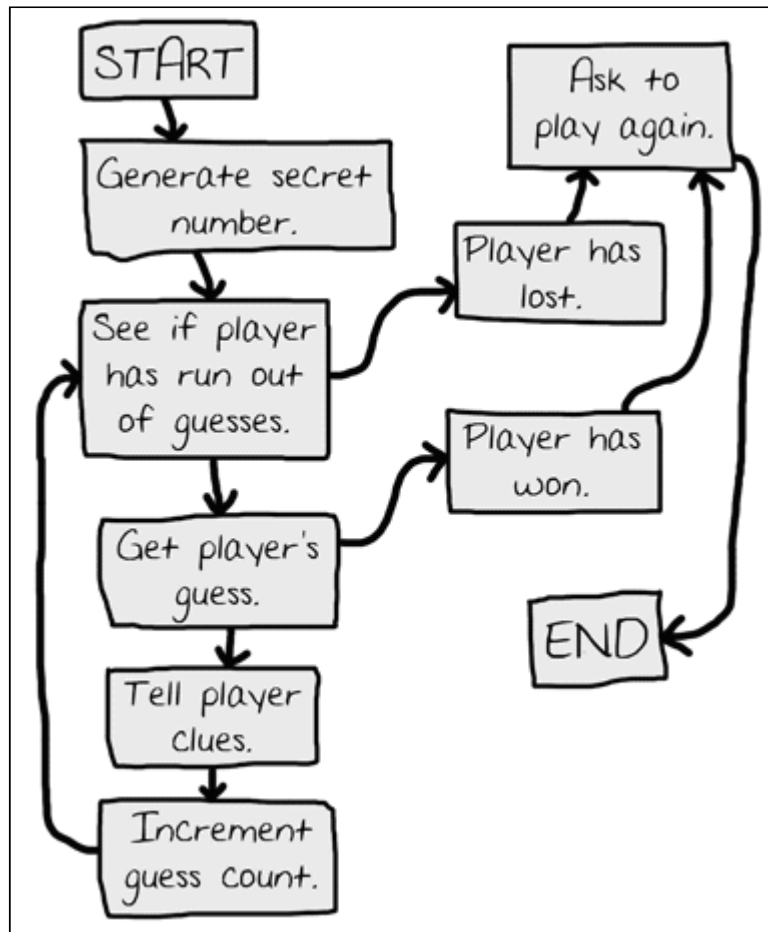 START
Generate secret
number.
See if player
has run out
of guesses.
Get player's
guess.
Tell player
clues.
Increment
guess count.
Player has
lost.
Player has
won.
Ask to
play again.
END